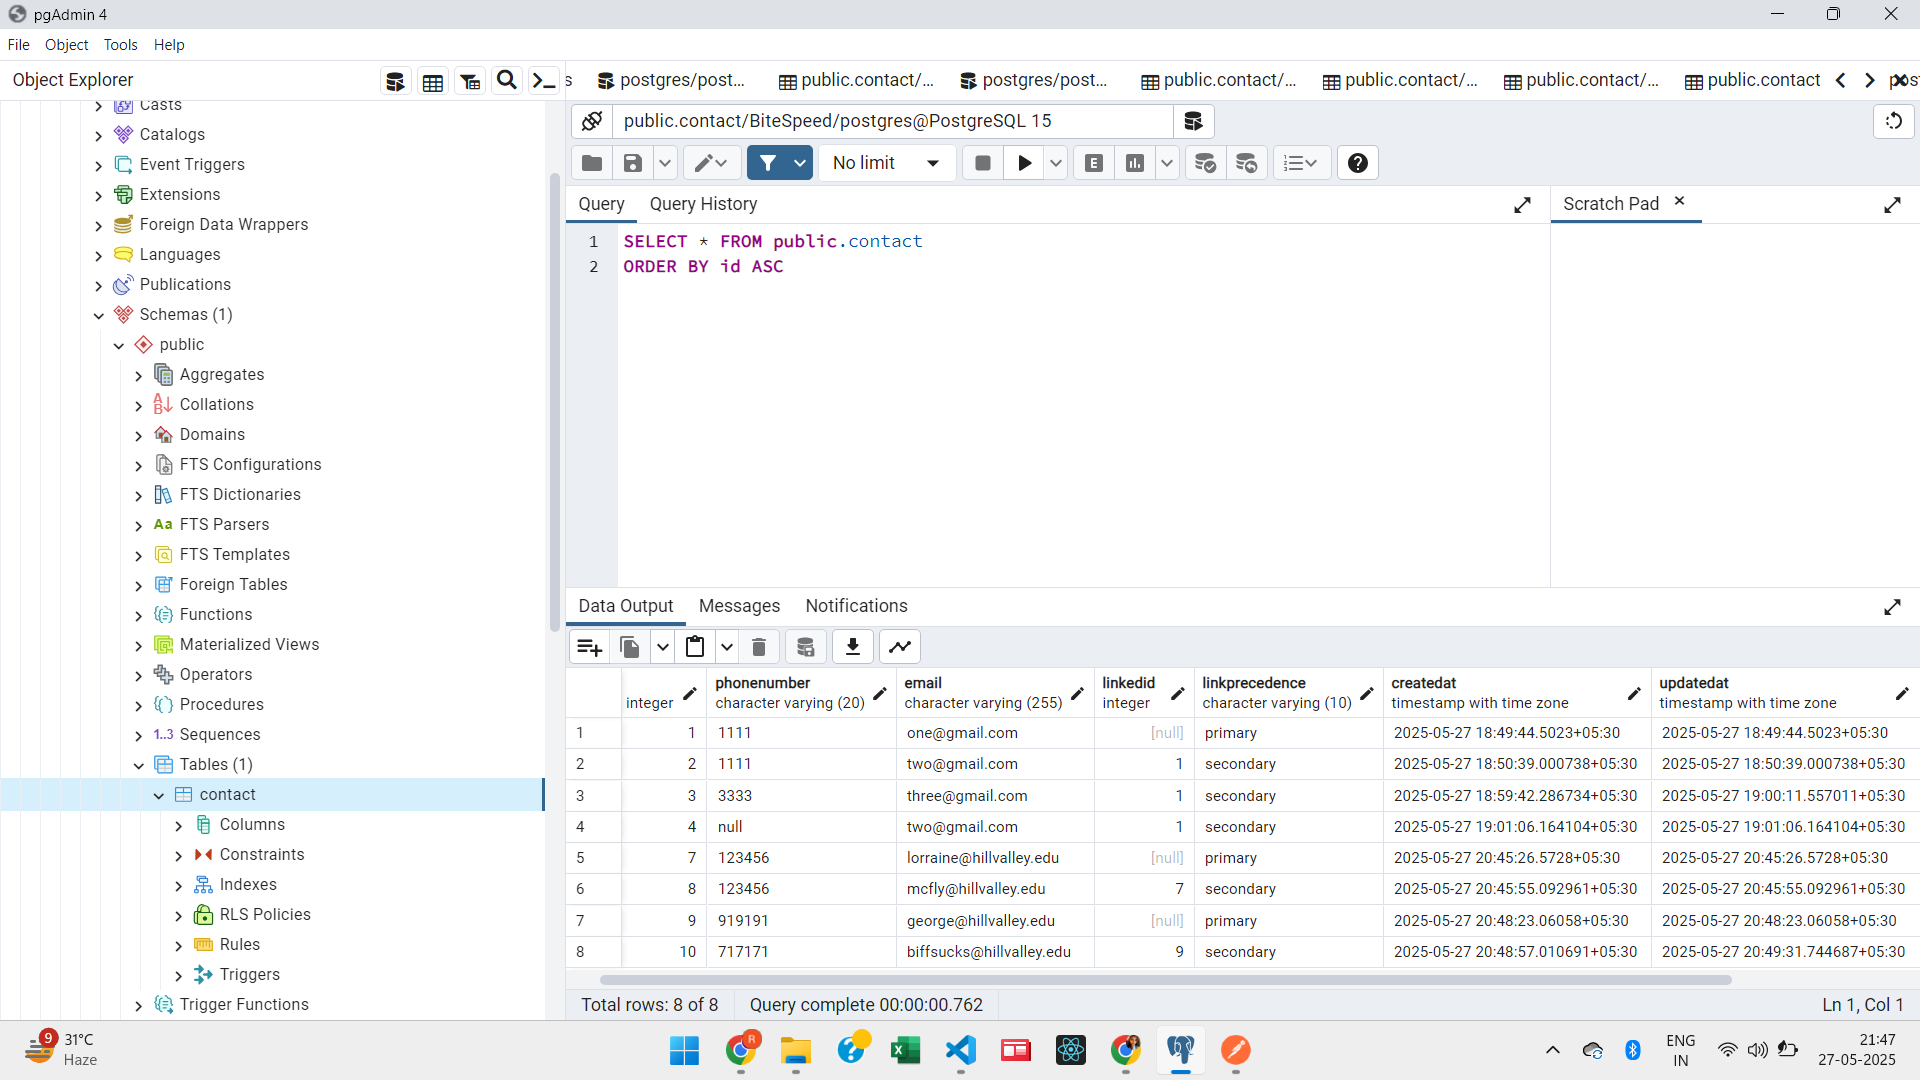 pgAdmin 4
File Object Tools Help
Object Explorer
s postgres/post... public.contact/... postgres/post... public.contact/... public.contact/... public.contact/... public.contact
public.contact/BiteSpeed/postgres@PostgreSQL 15
No limit
Query Query History
Scratch Pad
1 SELECT * FROM public.contact
2 ORDER BY id ASC
Casts
Catalogs
Event Triggers
Extensions
Foreign Data Wrappers
Languages
Publications
Schemas (1)
public
Aggregates
Collations
Domains
FTS Configurations
FTS Dictionaries
Aa FTS Parsers
FTS Templates
Foreign Tables
Functions
Materialized Views
Operators
Procedures
1..3 Sequences
Tables (1)
contact
Columns
Constraints
Indexes
RLS Policies
Rules
Triggers
Trigger Functions
Data Output Messages Notifications
phonenumber email linkedid linkprecedence createdat updatedat
integer character varying (20) character varying (255) integer character varying (10) timestamp with time zone timestamp with time zone
1 1 1111 one@gmail.com [null] primary 2025-05-27 18:49:44.5023+05:30 2025-05-27 18:49:44.5023+05:30
2 2 1111 two@gmail.com 1 secondary 2025-05-27 18:50:39.000738+05:30 2025-05-27 18:50:39.000738+05:30
3 3 3333 three@gmail.com 1 secondary 2025-05-27 18:59:42.286734+05:30 2025-05-27 19:00:11.557011+05:30
4 4 null two@gmail.com 1 secondary 2025-05-27 19:01:06.164104+05:30 2025-05-27 19:01:06.164104+05:30
5 7 123456 lorraine@hillvalley.edu [null] primary 2025-05-27 20:45:26.5728+05:30 2025-05-27 20:45:26.5728+05:30
6 8 123456 mcfly@hillvalley.edu 7 secondary 2025-05-27 20:45:55.092961+05:30 2025-05-27 20:45:55.092961+05:30
7 9 919191 george@hillvalley.edu [null] primary 2025-05-27 20:48:23.06058+05:30 2025-05-27 20:48:23.06058+05:30
8 10 717171 biffsucks@hillvalley.edu 9 secondary 2025-05-27 20:48:57.010691+05:30 2025-05-27 20:49:31.744687+05:30
Total rows: 8 of 8 Query complete 00:00:00.762
Ln 1, Col 1
9 31°C
Haze
R
ENG
IN
21:47
27-05-2025